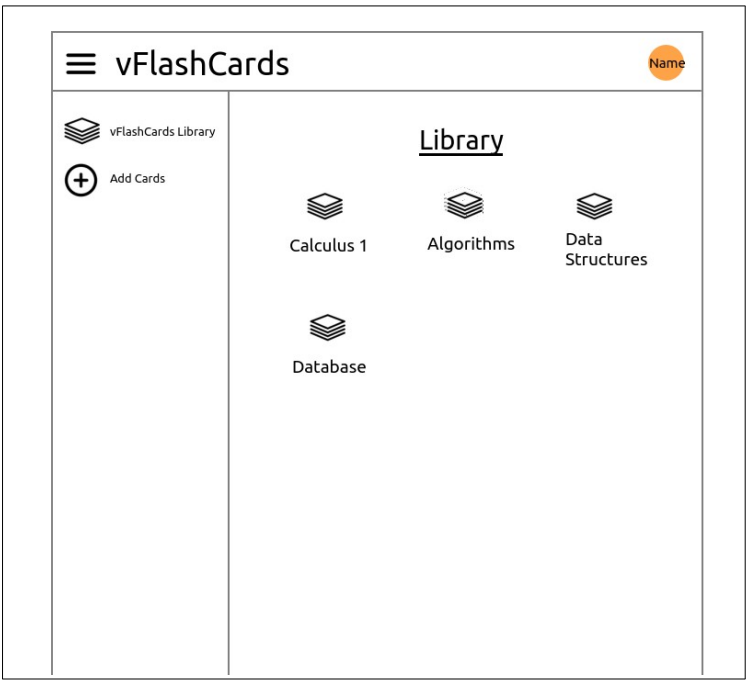 vFlashCards
Name
vFlashCards Library
Add Cards
Library
Calculus 1
Algorithms
Data
Structures
Database